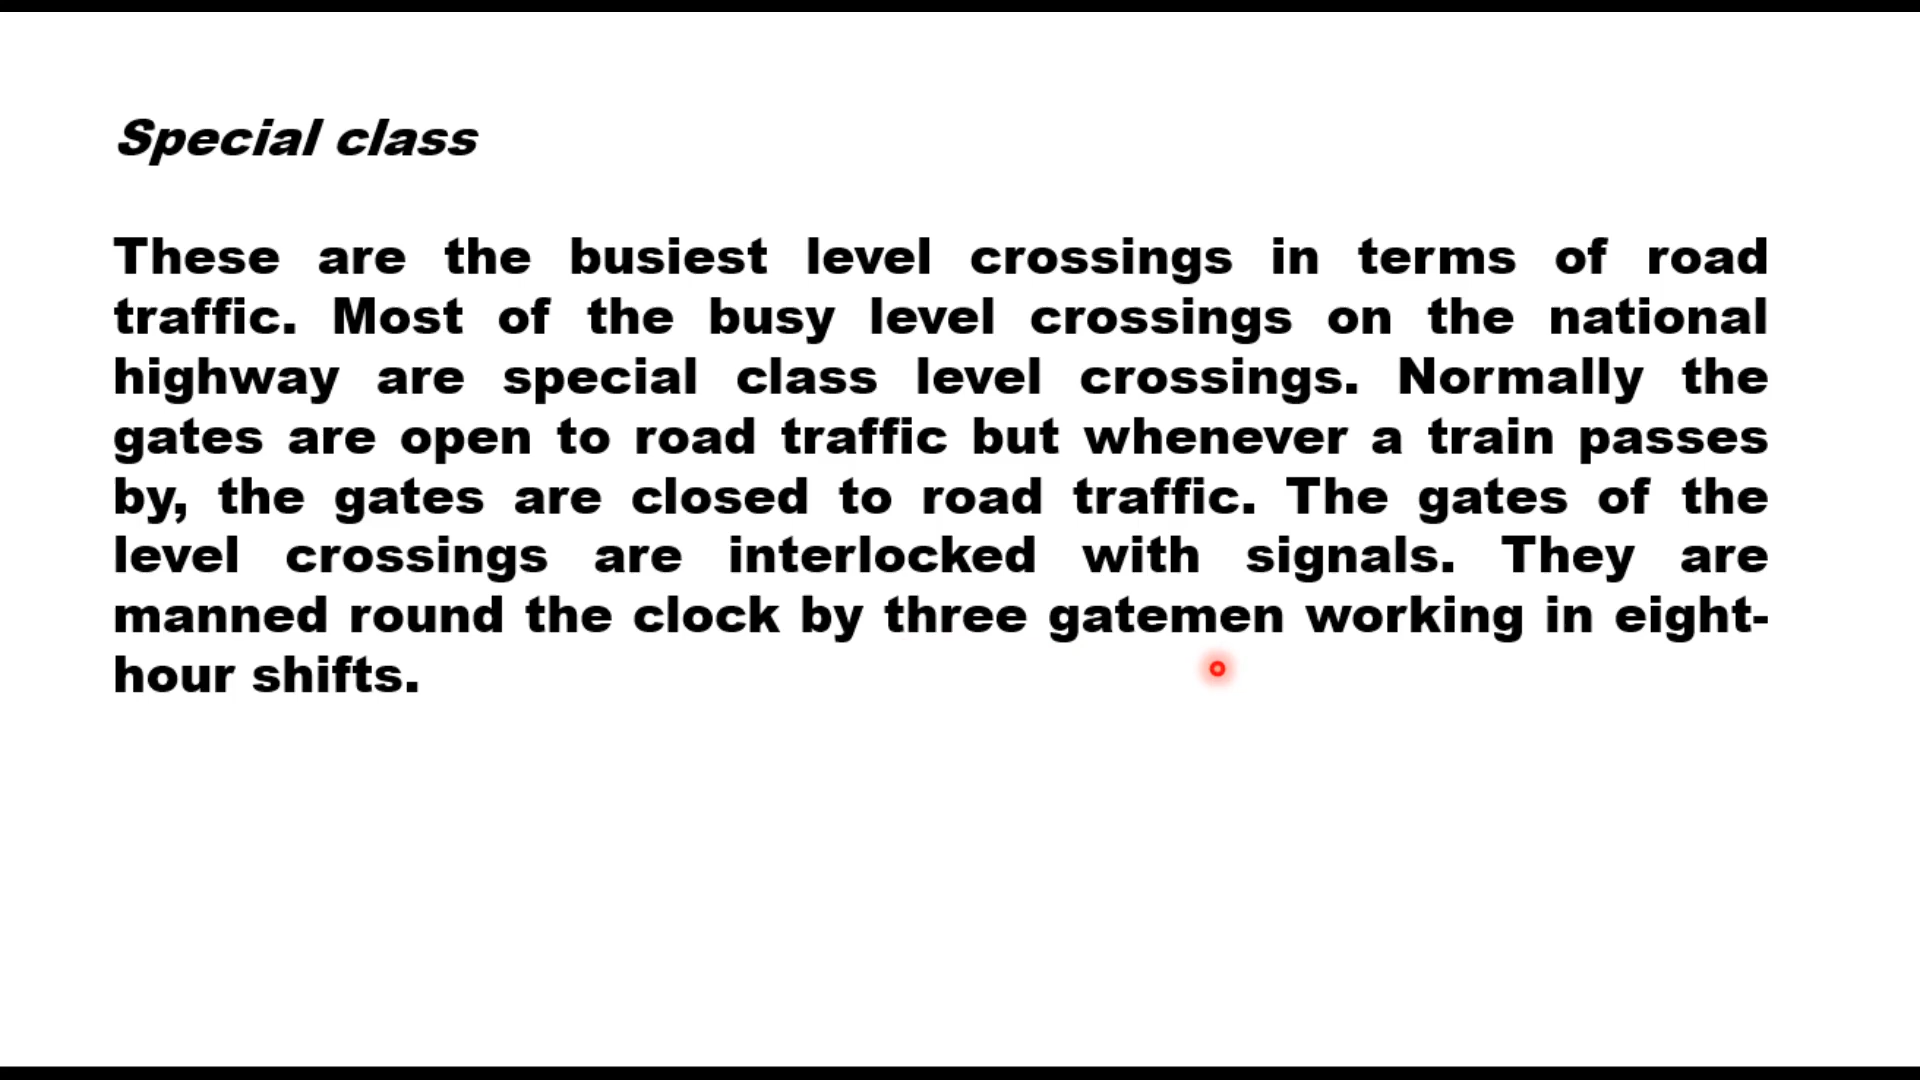 Special class
These are the busiest level crossings in terms of road
traffic. Most of the busy level crossings on the national
highway are special class level crossings. Normally the
gates are open to road traffic but whenever a train passes
by, the gates are closed to road traffic. The gates of the
level crossings are interlocked with signals. They are
manned round the clock by three gatemen working in eight-
hour shifts.